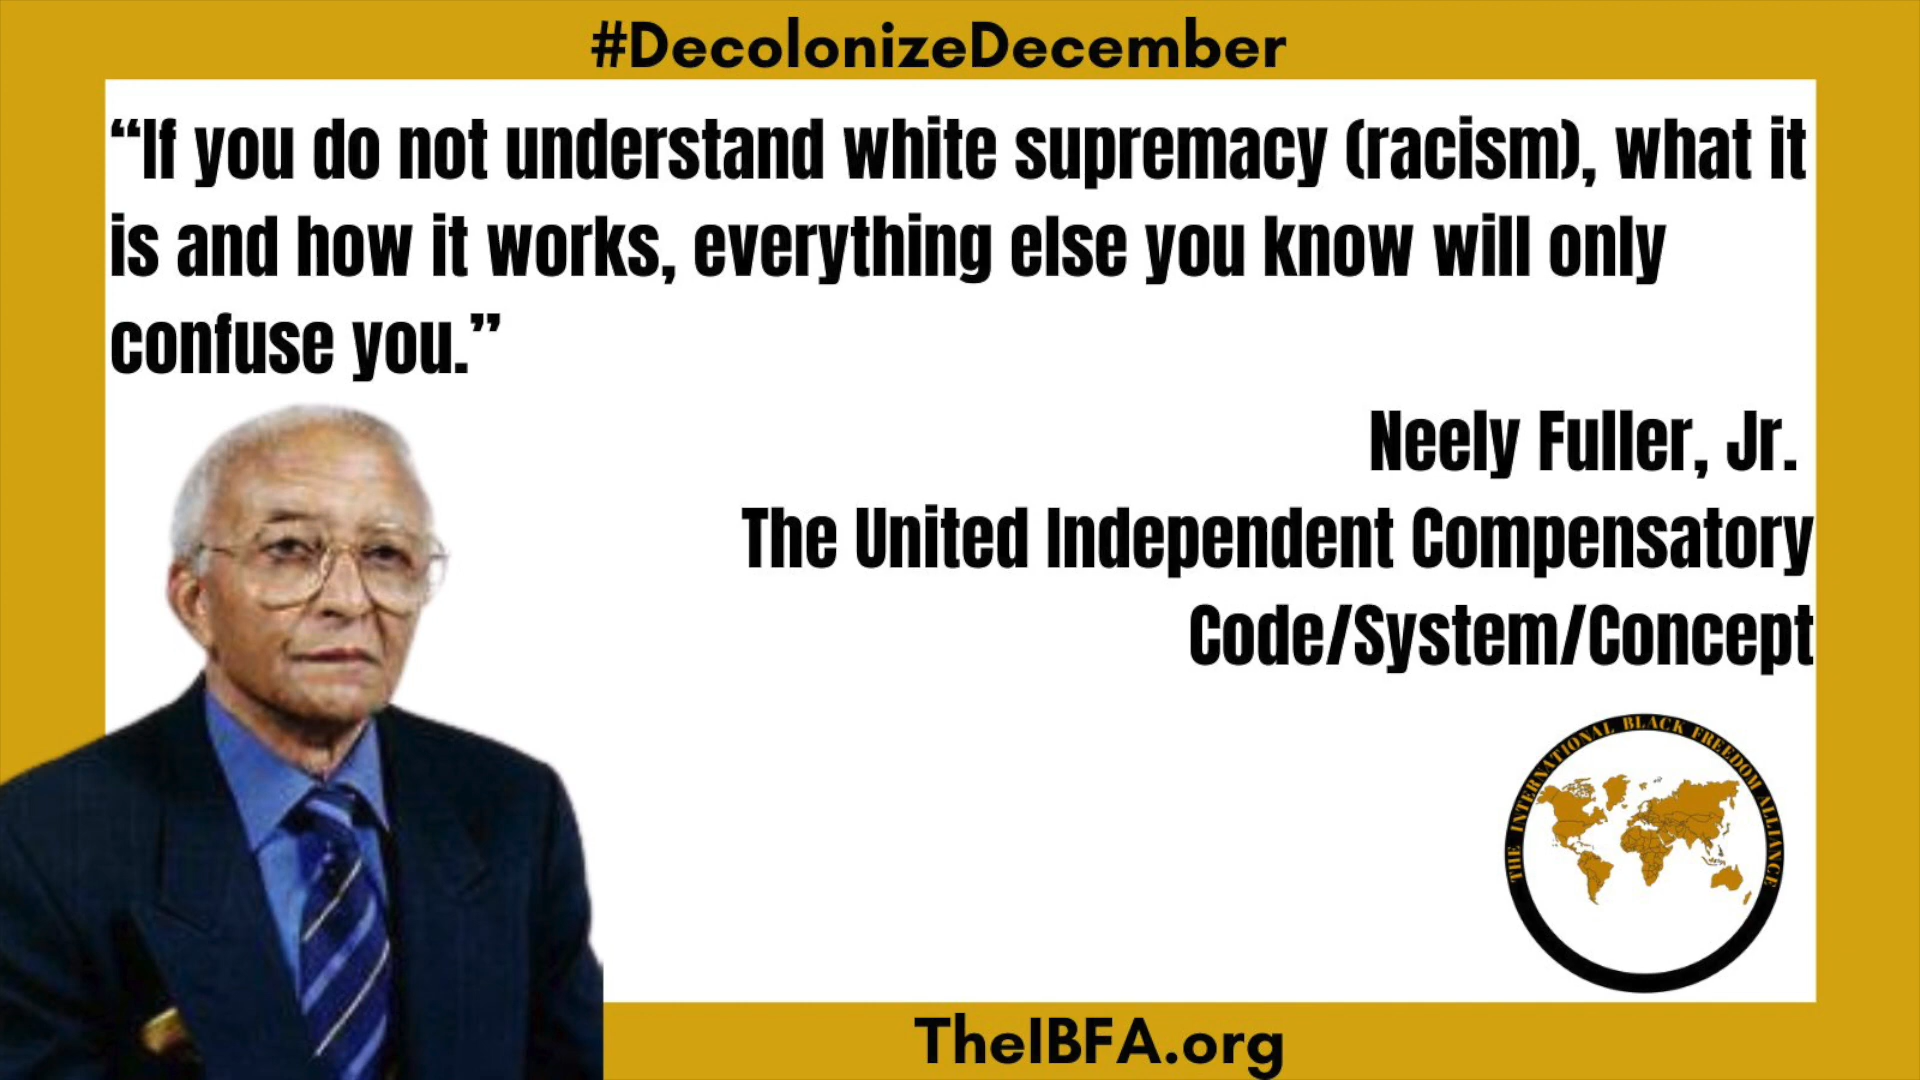 #DecolonizeDecember
“If you do not understand white supremacy (racism), what it
is and how it works, everything else you know will only
confuse you.”
Neely Fuller, Jr.
The United Independent Compensatory
Code/System/Concept
THE INTERNATIONAL BLACK FREEDOM ALLIANCE
TheIBFA.org